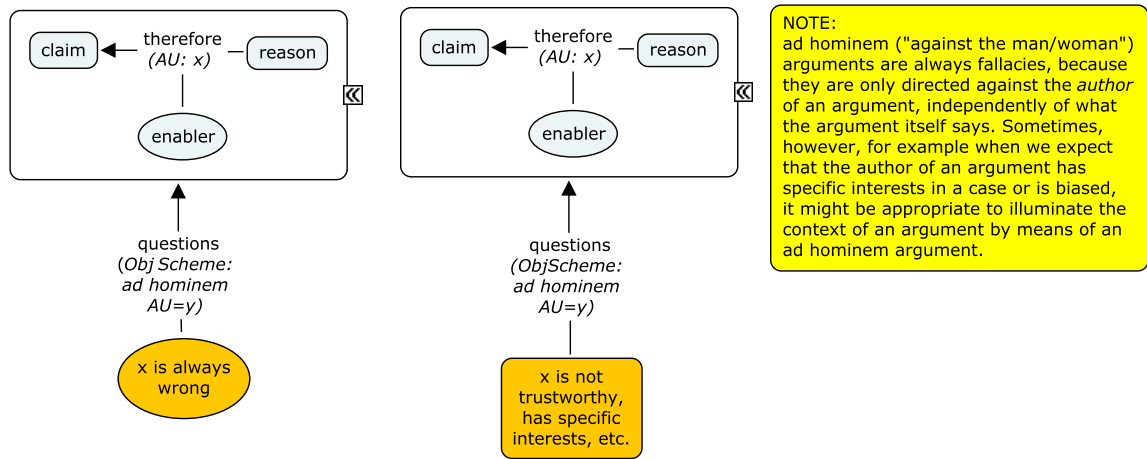 claim
therefore
(AU: x)
reason
enabler
questions
(Obj Scheme:
ad hominem
AU=y)
x is always
wrong
claim
therefore
(AU: x)
reason
enabler
questions
(ObjScheme:
ad hominem
AU=y)
x is not
trustworthy,
has specific
interests, etc.
NOTE:
ad hominem ("against the man/woman")
arguments are always fallacies, because
they are only directed against the author
of an argument, independently of what
the argument itself says. Sometimes,
however, for example when we expect
that the author of an argument has
specific interests in a case or is biased,
it might be appropriate to illuminate the
context of an argument by means of an
ad hominem argument.